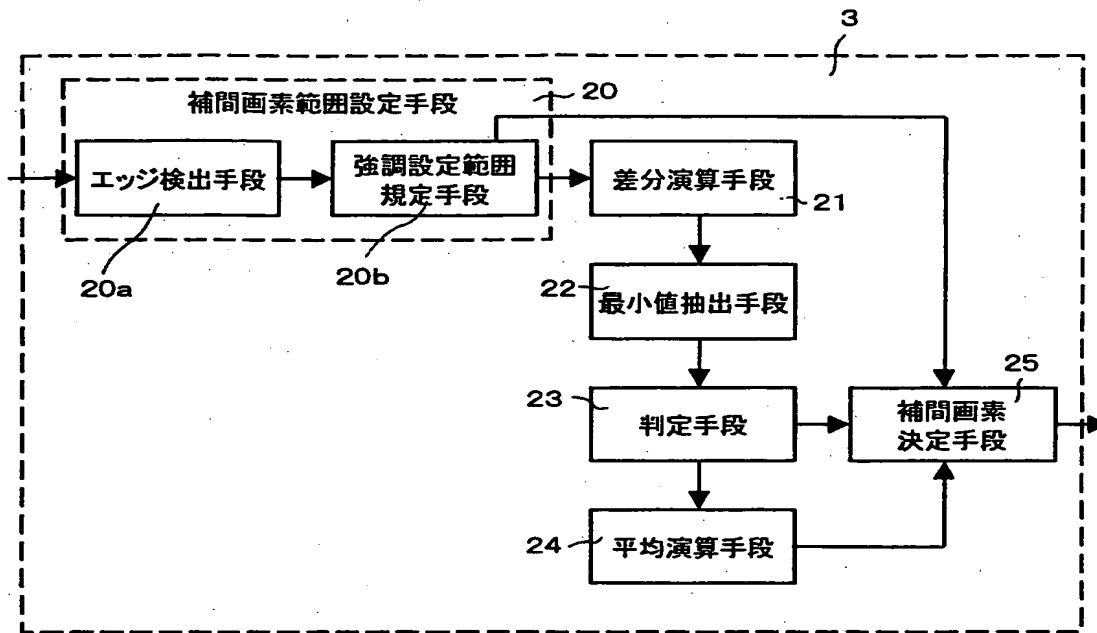 3
補間画素範囲設定手段
20
エッジ検出手段
強調設定範囲
規定手段
差分演算手段
21
20a
20b
22
最小値抽出手段
23
判定手段
25
補間画素
決定手段
24
平均演算手段